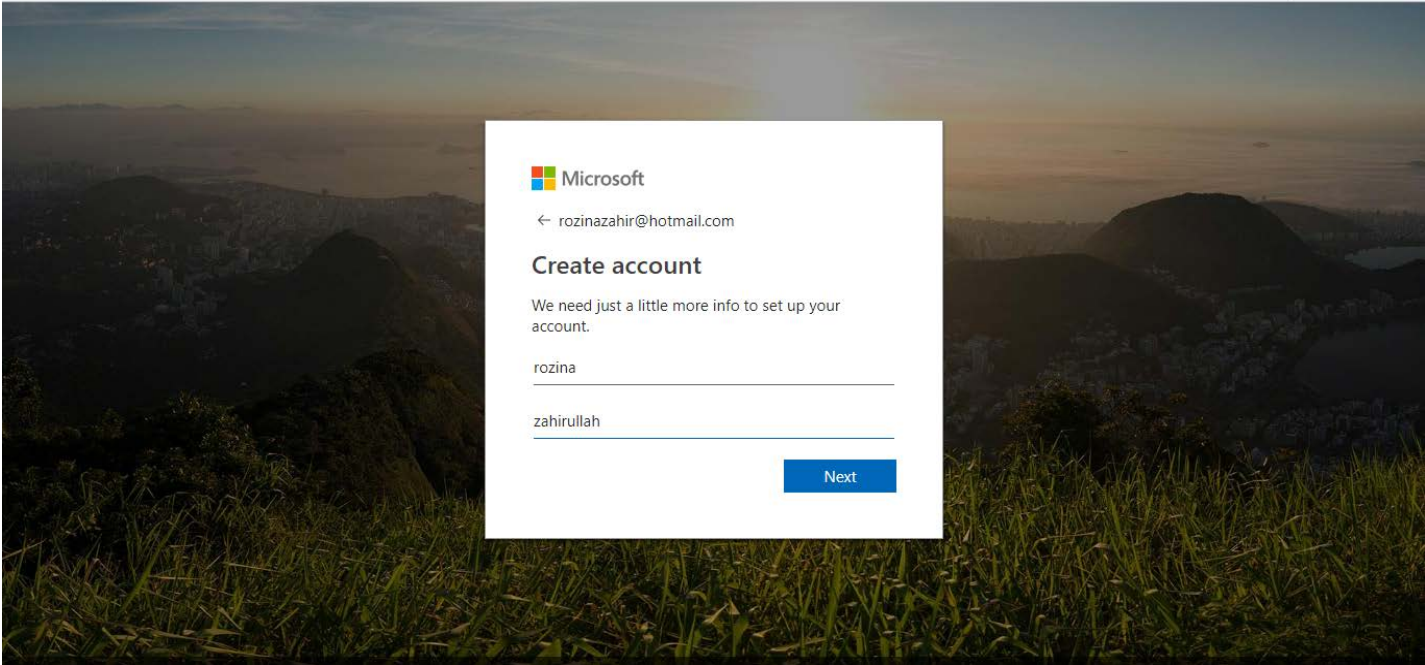 Microsoft
← rozinazahir@hotmail.com
Create account
We need just a little more info to set up your
account.
rozina
zahirullah
Next